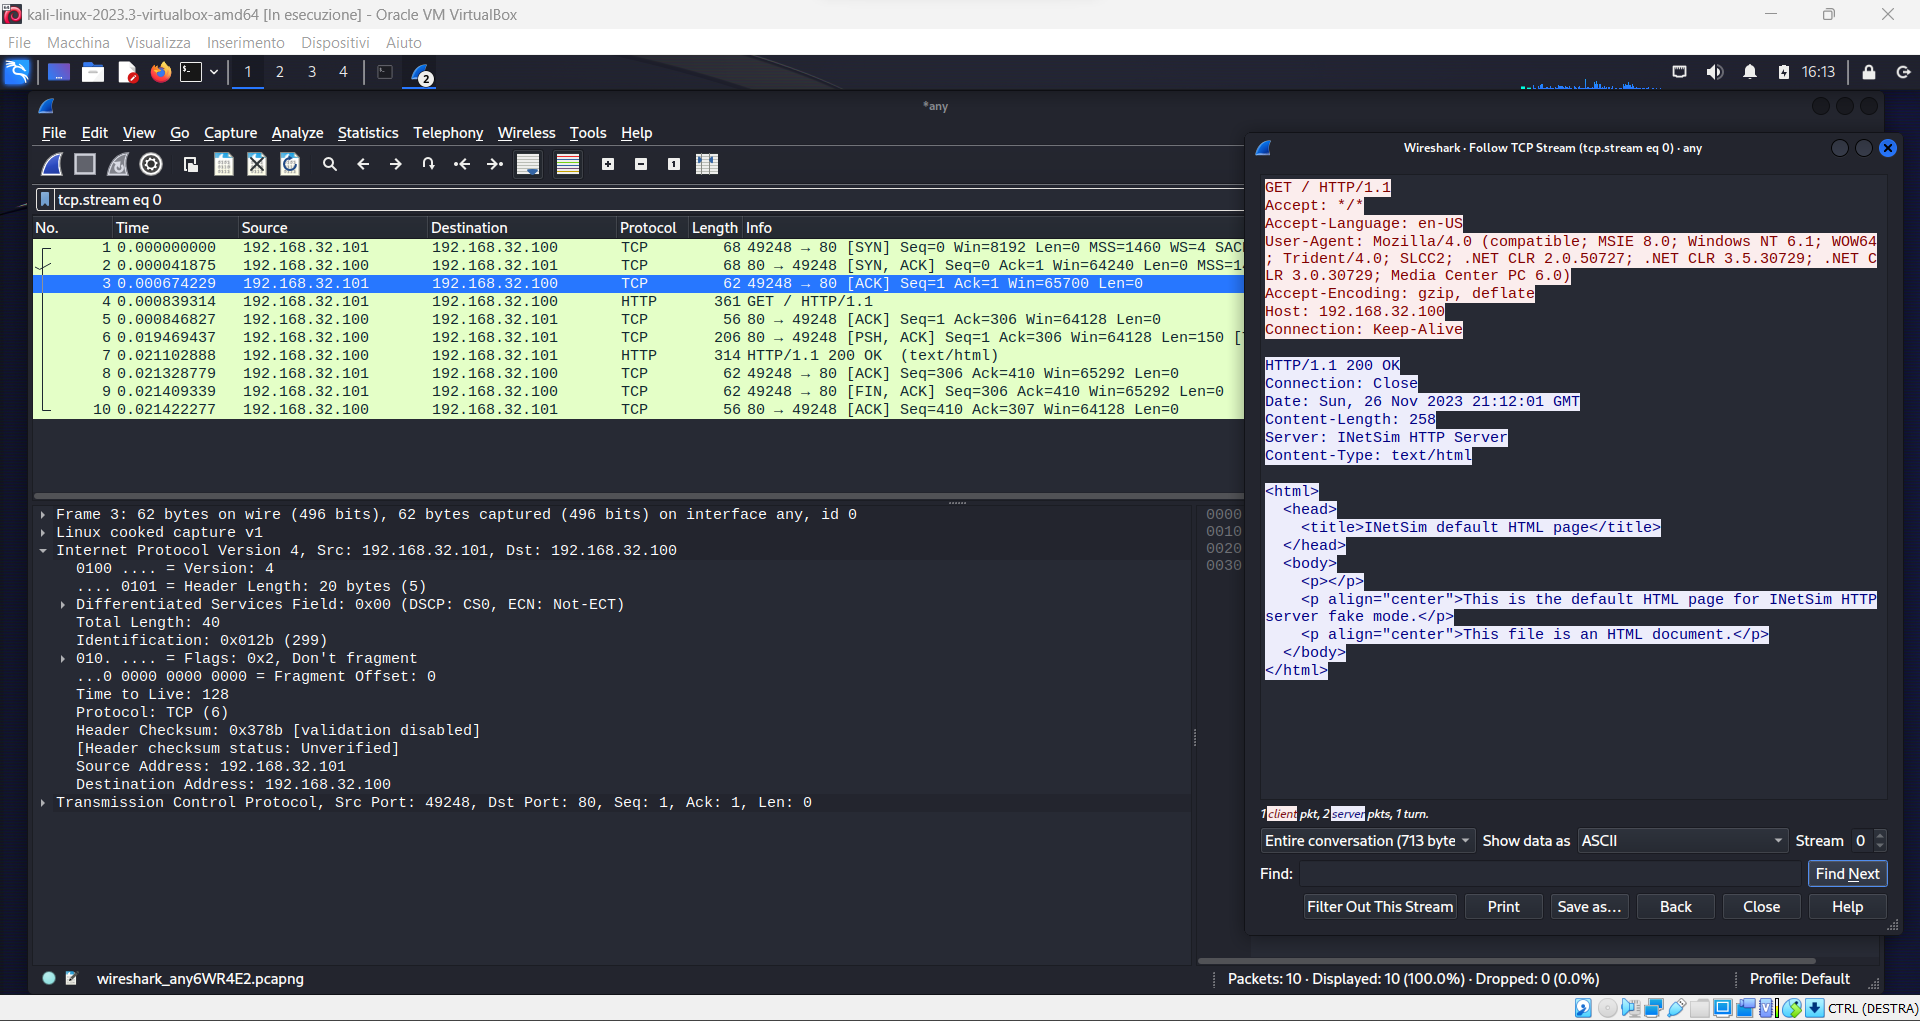 kali-linux-2023.3-virtualbox-amd64 [In esecuzione] - Oracle VM VirtualBox
File Macchina Visualizza Inserimento Dispositivi Aiuto
1 2 3 4 2 16:13
*any
File Edit View Go Capture Analyze Statistics Telephony Wireless Tools Help
tcp.stream eq 0
No. Time Source Destination Protocol Length Info
1 0.000000000 192.168.32.101 192.168.32.100 TCP 68 49248 → 80 [SYN] Seq=0 Win=8192 Len=0 MSS=1460 WS=4
2 0.000041875 192.168.32.100 192.168.32.101 TCP 68 80 → 49248 [SYN, ACK] Seq=0 Ack=1 Win=64240 Len=0
3 0.000674229 192.168.32.101 192.168.32.100 TCP 62 49248 → 80 [ACK] Seq=1 Ack=1 Win=65700 Len=0
4 0.000839314 192.168.32.101 192.168.32.100 HTTP 361 GET / HTTP/1.1
5 0.000846827 192.168.32.100 192.168.32.101 TCP 56 80 → 49248 [ACK] Seq=1 Ack=306 Win=64128 Len=0
6 0.019469437 192.168.32.100 192.168.32.101 TCP 206 80 → 49248 [PSH, ACK] Seq=1 Ack=306 Win=64128 Len=150
7 0.021102888 192.168.32.100 192.168.32.101 HTTP 314 HTTP/1.1 200 OK (text/html)
8 0.021328779 192.168.32.101 192.168.32.100 TCP 62 49248 → 80 [ACK] Seq=306 Ack=410 Win=65292 Len=0
9 0.021409339 192.168.32.101 192.168.32.100 TCP 62 49248 → 80 [FIN, ACK] Seq=306 Ack=410 Win=65292 Len=0
10 0.021422277 192.168.32.100 192.168.32.101 TCP 56 80 → 49248 [ACK] Seq=410 Ack=307 Win=64128 Len=0
Frame 3: 62 bytes on wire (496 bits), 62 bytes captured (496 bits) on interface any, id 0
Linux cooked capture v1
Internet Protocol Version 4, Src: 192.168.32.101, Dst: 192.168.32.100
0100 .... = Version: 4
.... 0101 = Header Length: 20 bytes (5)
Differentiated Services Field: 0x00 (DSCP: CS0, ECN: Not-ECT)
Total Length: 40
Identification: 0x012b (299)
010. .... = Flags: 0x2, Don't fragment
...0 0000 0000 0000 = Fragment Offset: 0
Time to Live: 128
Protocol: TCP (6)
Header Checksum: 0x378b [validation disabled]
[Header checksum status: Unverified]
Source Address: 192.168.32.101
Destination Address: 192.168.32.100
Transmission Control Protocol, Src Port: 49248, Dst Port: 80, Seq: 1, Ack: 1, Len: 0
0000
0010
0020
0030
Wireshark · Follow TCP Stream (tcp.stream eq 0) · any
GET / HTTP/1.1
Accept: */*
Accept-Language: en-US
User-Agent: Mozilla/4.0 (compatible; MSIE 8.0; Windows NT 6.1; WOW64
; Trident/4.0; SLCC2; .NET CLR 2.0.50727; .NET CLR 3.5.30729; .NET C
LR 3.0.30729; Media Center PC 6.0)
Accept-Encoding: gzip, deflate
Host: 192.168.32.100
Connection: Keep-Alive
HTTP/1.1 200 OK
Connection: Close
Date: Sun, 26 Nov 2023 21:12:01 GMT
Content-Length: 258
Server: INetSim HTTP Server
Content-Type: text/html
<html>
<head>
<title>INetSim default HTML page</title>
</head>
<body>
<p></p>
<p align="center">This is the default HTML page for INetSim HTTP
server fake mode.</p>
<p align="center">This file is an HTML document.</p>
</body>
</html>
1 client pkt, 2 server pkts, 1 turn.
Entire conversation (713 byte Show data as ASCII Stream 0
Find: Find Next
Filter Out This Stream Print Save as... Back Close Help
wireshark_any6WR4E2.pcapng Packets: 10 · Displayed: 10 (100.0%) · Dropped: 0 (0.0%) Profile: Default
CTRL (DESTRA)